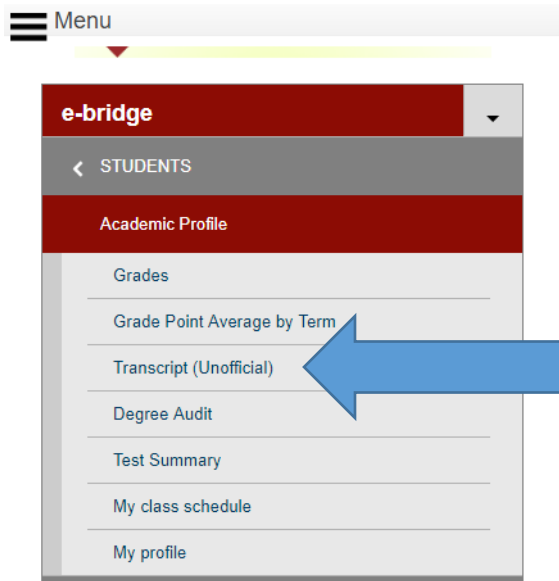 Menu
e-bridge
STUDENTS
Academic Profile
Grades
Grade Point Average by Term
Transcript (Unofficial)
Degree Audit
Test Summary
My class schedule
My profile